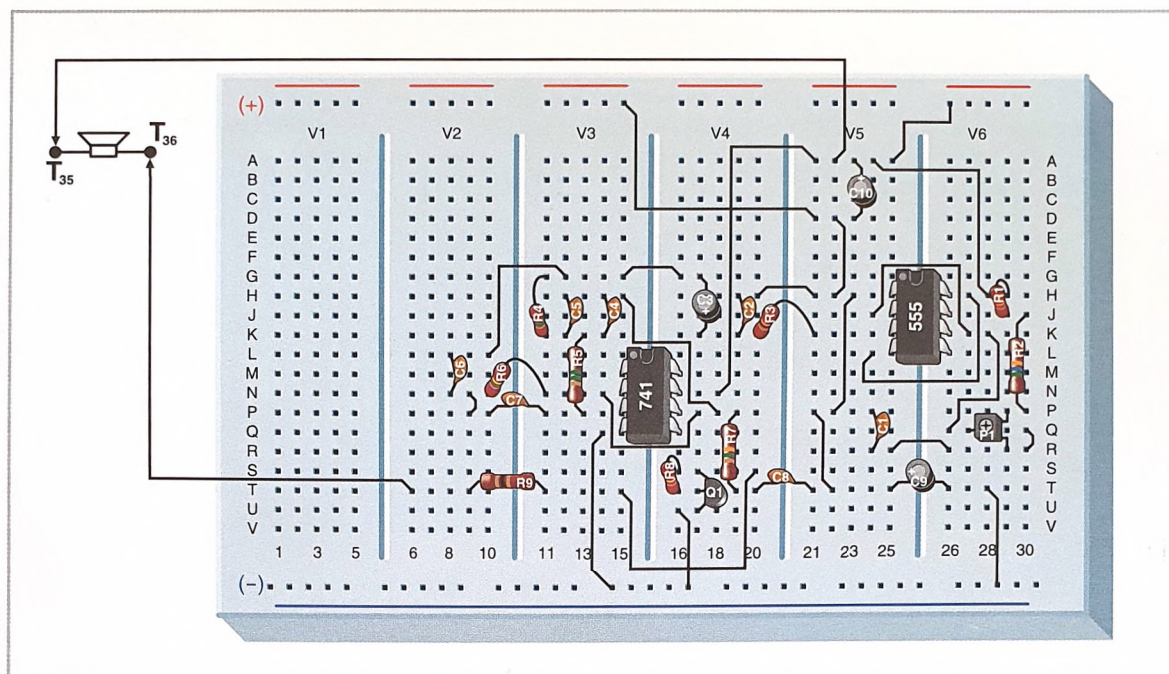 (+)
V1 V2 V3 V4 V5 V6
T36
T35
A A
B B
C10
C C
D D
E E
F F
G G
H R4 C5 C4 C3 + C2 R3 555 R1 H
J J
K K
L R5 R2 L
M C6 R6 M
N 741 N
P C7 P
Q R7 C1 P1 Q
R R
S R8 C9 S
T R9 Q1 C8 T
U U
V V
1 3 5 6 8 10 11 13 15 16 18 20 21 23 25 26 28 30
(-)